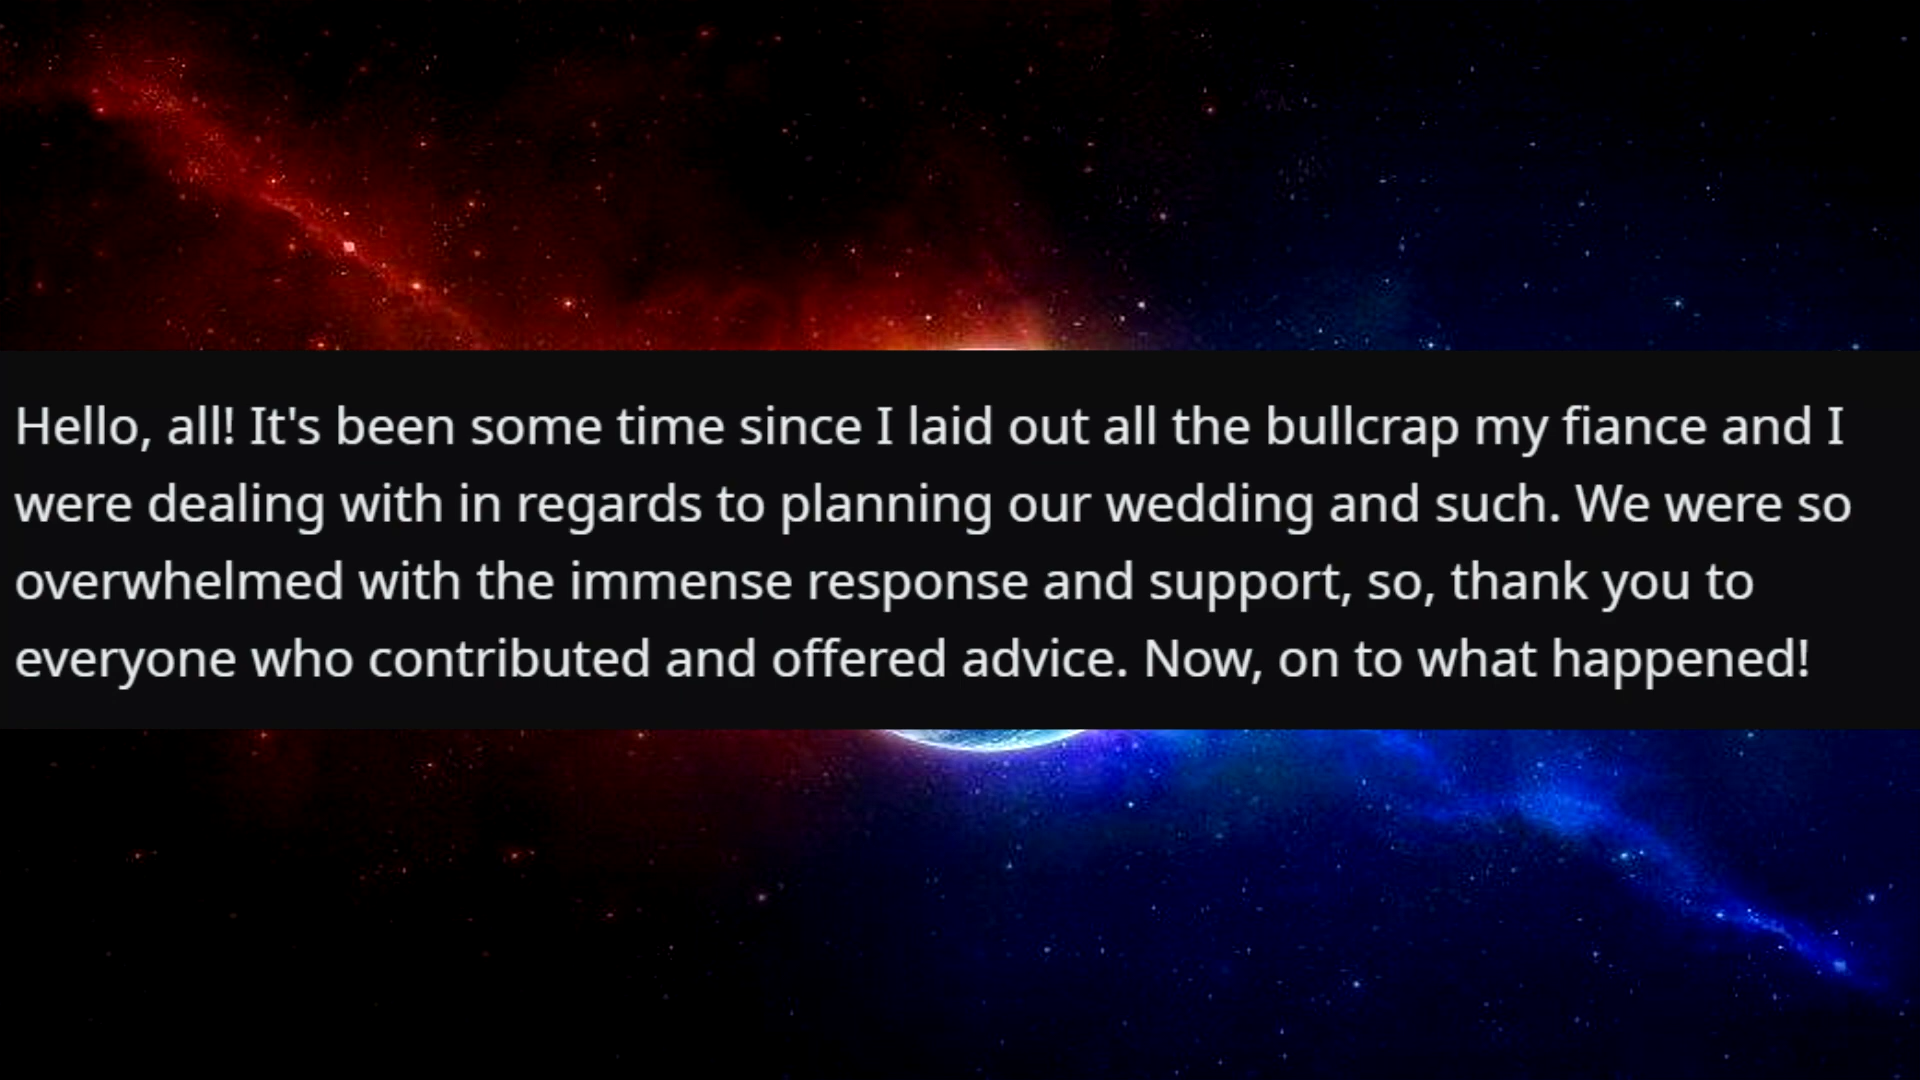 Hello, all! It's been some time since I laid out all the bullcrap my fiance and I
were dealing with in regards to planning our wedding and such. We were so
overwhelmed with the immense response and support, so, thank you to
everyone who contributed and offered advice. Now, on to what happened!